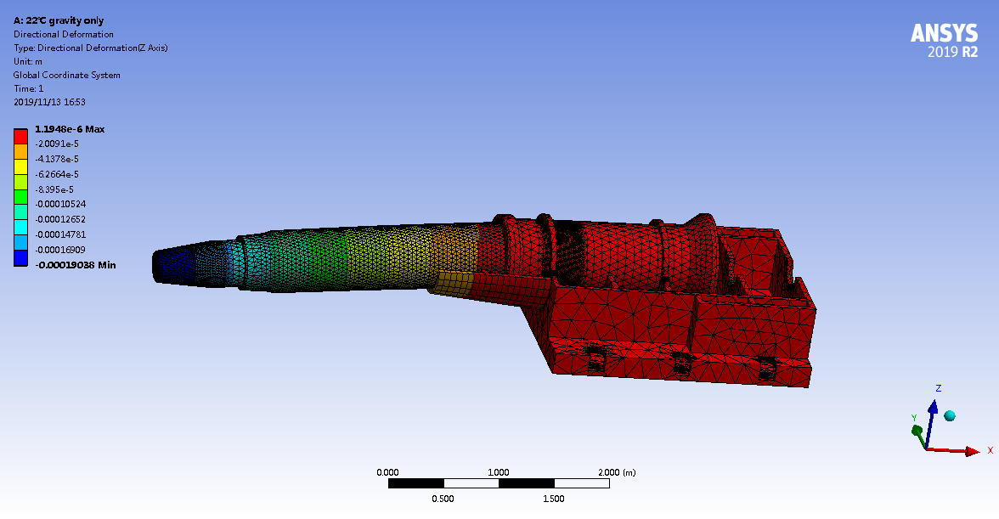 A: 22℃ gravity only
Directional Deformation
Type: Directional Deformation(Z Axis)
Unit: m
Global Coordinate System
Time: 1
2019/11/13 16:53
ANSYS
2019 R2
1.1948e-6 Max
-2.0091e-5
-4.1378e-5
-6.2664e-5
-8.395e-5
-0.00010524
-0.00012652
-0.00014781
-0.00016909
-0.00019038 Min
Z
Y
X
0.000 1.000 2.000 (m)
0.500 1.500